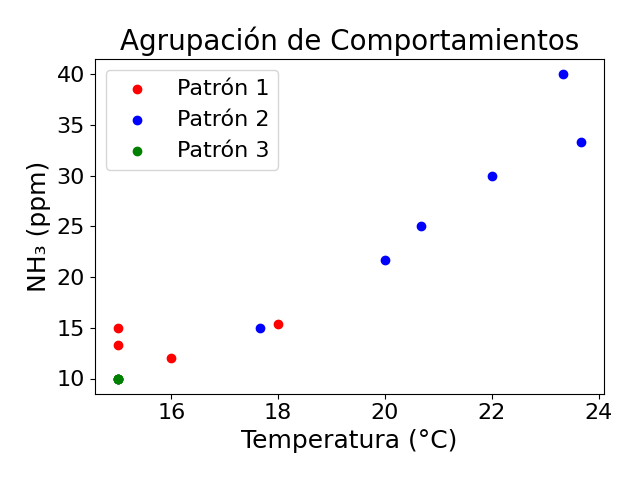 Agrupación de Comportamientos
Patrón 1
Patrón 2
Patrón 3
NH₃ (ppm)
40
35
30
25
20
15
10
16 18 20 22 24
Temperatura (°C)